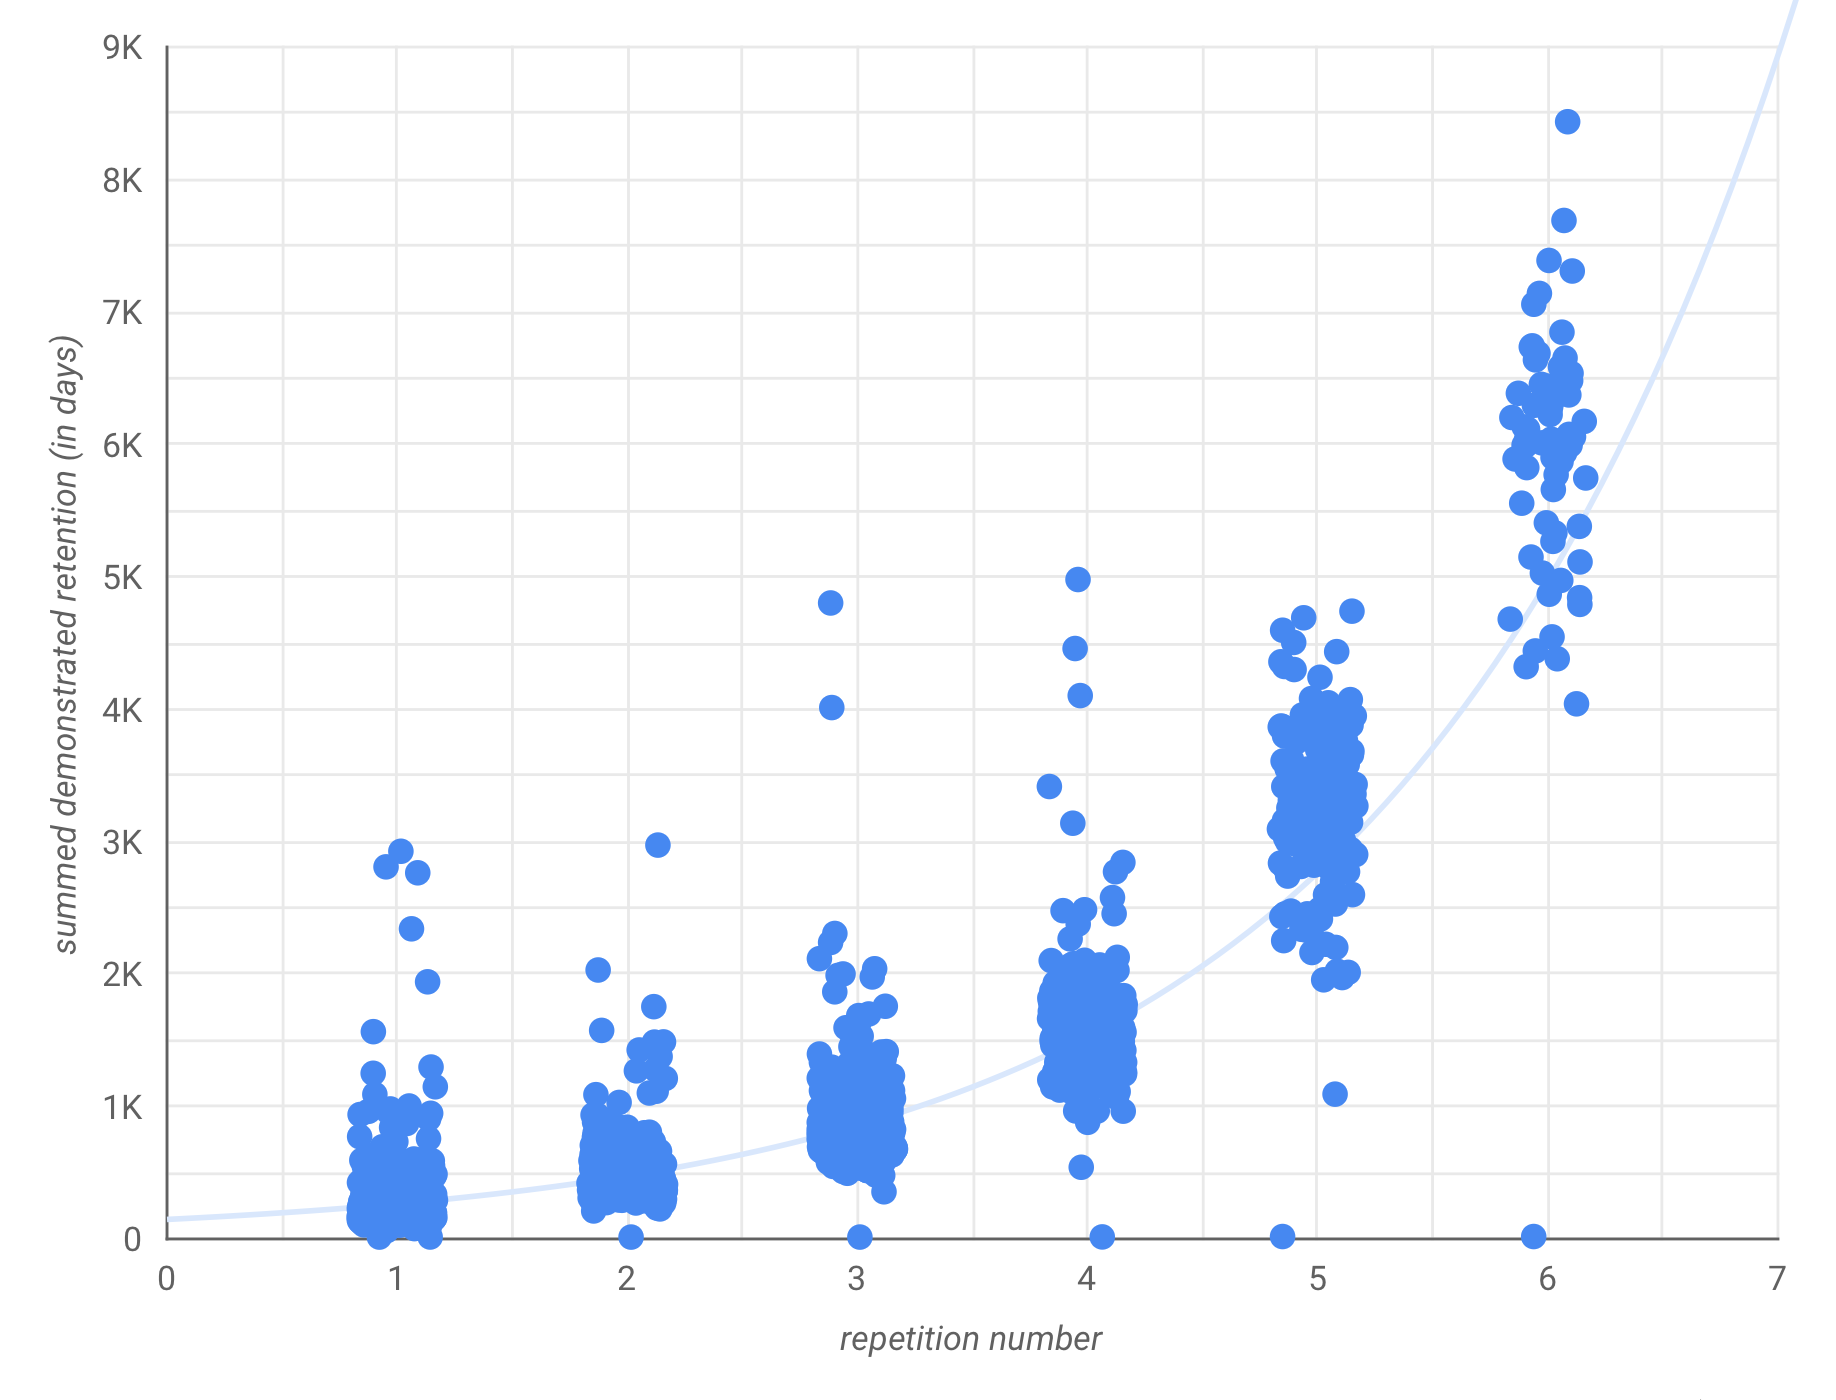 9K
8K
7K
6K
5K
4K
3K
2K
1K
0
summed demonstrated retention (in days)
0 1 2 3 4 5 6 7
repetition number